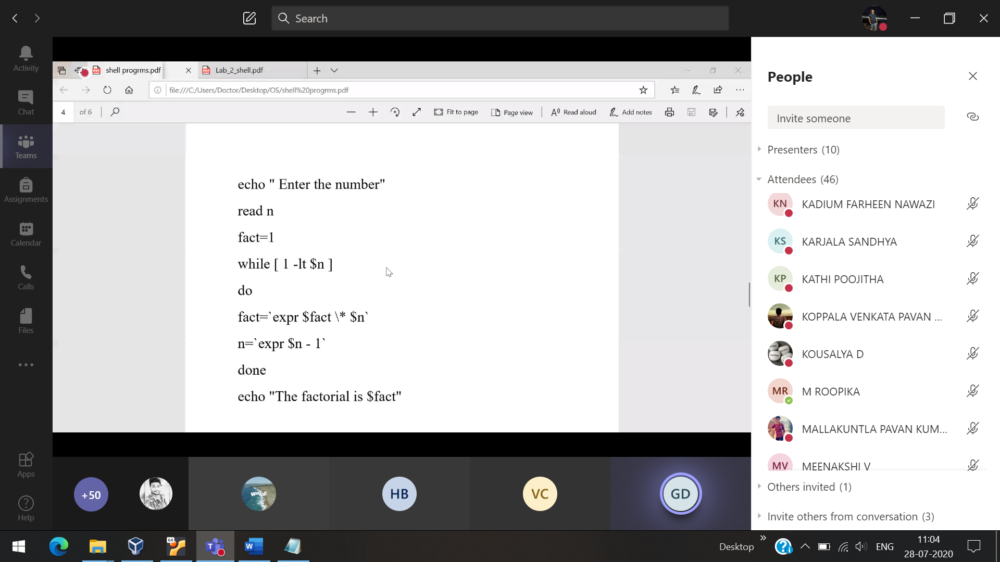 Search
Activity
Chat
Teams
Assignments
Calendar
Calls
Files
Apps
Help
shell progrms.pdf
Lab_2_shell.pdf
file:///C:/Users/Doctor/Desktop/OS/shell%20progrms.pdf
4 of 6
Fit to page
Page view
Read aloud
Add notes
echo " Enter the number"
read n
fact=1
while [ 1 -lt $n ]
do
fact=`expr $fact \* $n`
n=`expr $n - 1`
done
echo "The factorial is $fact"
+50
WAVE
HB
VC
GD
People
Invite someone
Presenters (10)
Attendees (46)
KN KADIUM FARHEEN NAWAZI
KS KARJALA SANDHYA
KP KATHI POOJITHA
KOPPALA VENKATA PAVAN ...
KOUSALYA D
MR M ROOPIKA
MALLAKUNTLA PAVAN KUM...
MV MEENAKSHI V
Others invited (1)
Invite others from conversation (3)
64
T
W
Desktop
ENG
11:04
28-07-2020